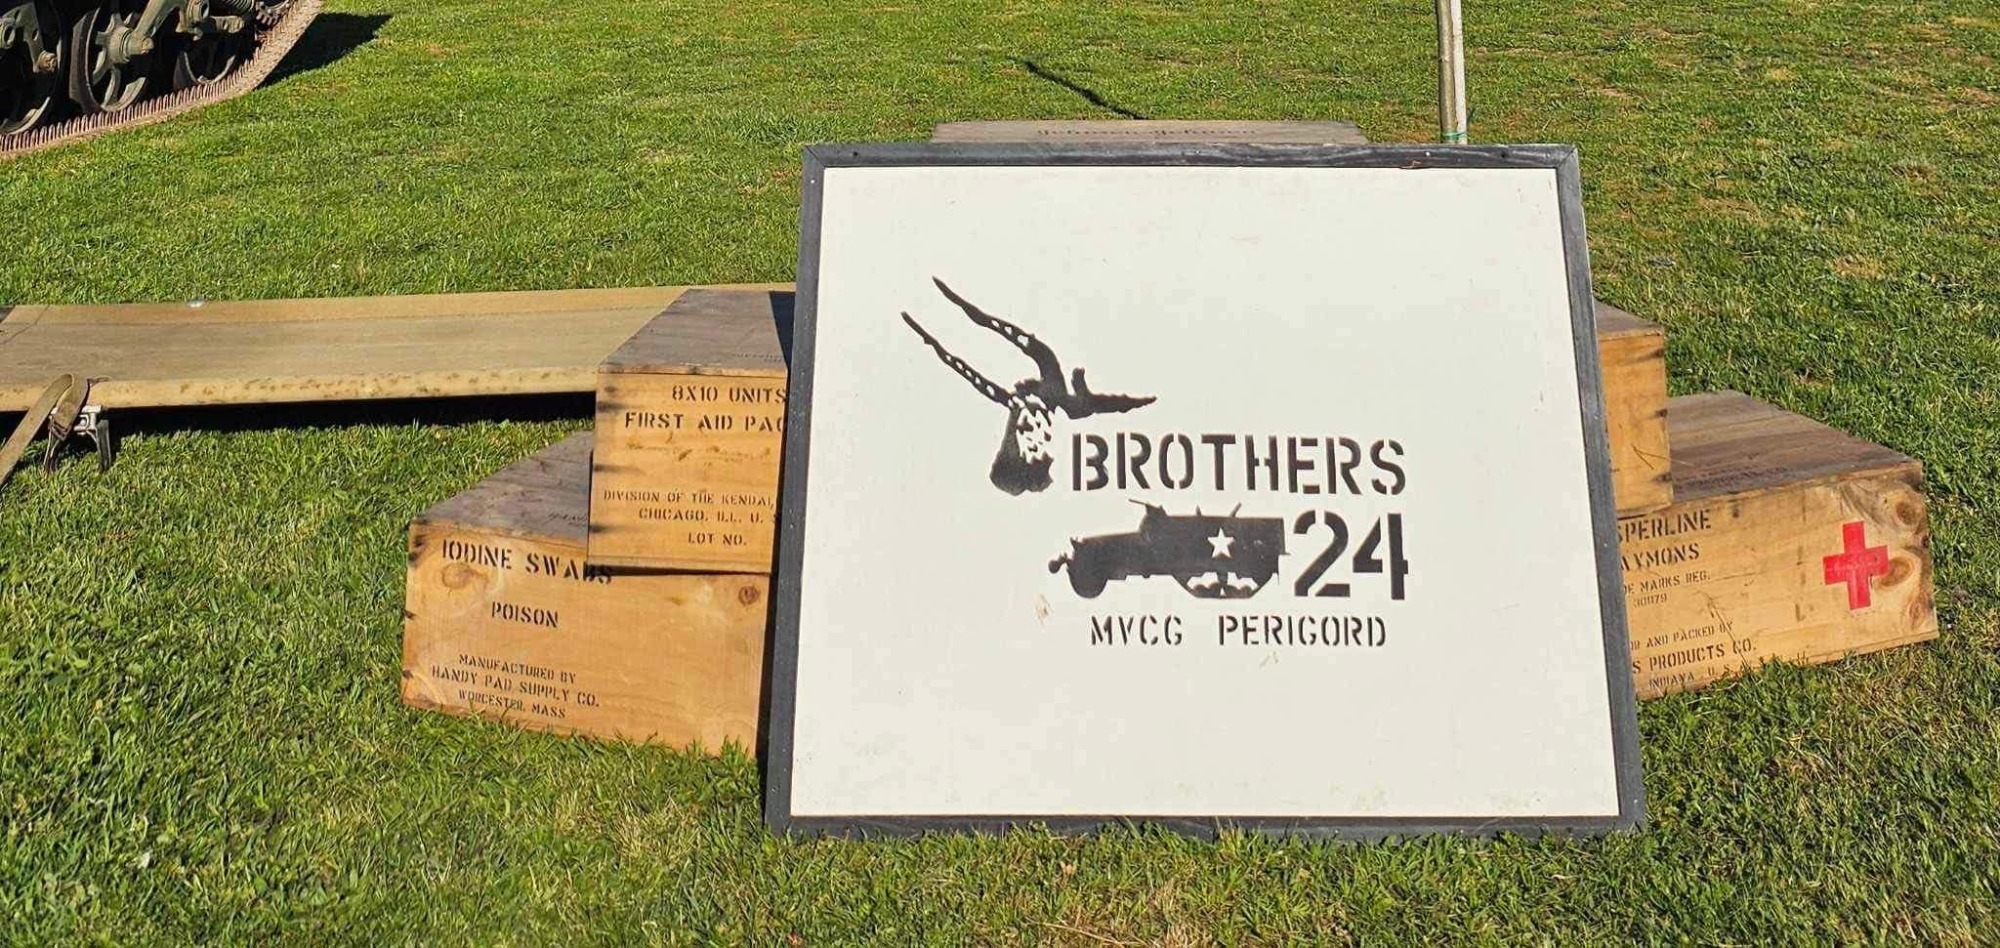 Johnson & Johnson
BROTHERS
24
MVCG PERIGORD
8X10 UNITS
FIRST AID PAC
DIVISION OF THE KENDAL
CHICAGO. ILL. U. S
LOT NO.
IODINE SWABS
POISON
MANUFACTURED BY
HANDY PAD SUPPLY CO.
WORCESTER, MASS
SPERLINE
AYMONS
DE MARKS REG.
AND PACKED BY
S PRODUCTS CO.
INDIANA, U. S.